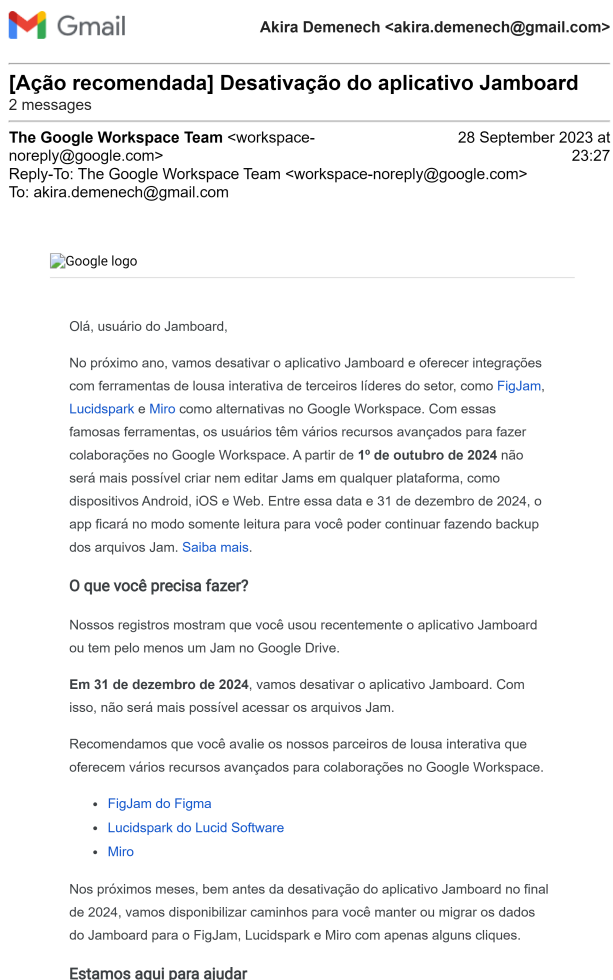 Gmail
Akira Demenech <akira.demenech@gmail.com>
[Ação recomendada] Desativação do aplicativo Jamboard
2 messages
The Google Workspace Team <workspace-
noreply@google.com>
28 September 2023 at
23:27
Reply-To: The Google Workspace Team <workspace-noreply@google.com>
To: akira.demenech@gmail.com
Google logo
Olá, usuário do Jamboard,
No próximo ano, vamos desativar o aplicativo Jamboard e oferecer integrações
com ferramentas de lousa interativa de terceiros líderes do setor, como FigJam,
Lucidspark e Miro como alternativas no Google Workspace. Com essas
famosas ferramentas, os usuários têm vários recursos avançados para fazer
colaborações no Google Workspace. A partir de 1º de outubro de 2024 não
será mais possível criar nem editar Jams em qualquer plataforma, como
dispositivos Android, iOS e Web. Entre essa data e 31 de dezembro de 2024, o
app ficará no modo somente leitura para você poder continuar fazendo backup
dos arquivos Jam. Saiba mais.
O que você precisa fazer?
Nossos registros mostram que você usou recentemente o aplicativo Jamboard
ou tem pelo menos um Jam no Google Drive.
Em 31 de dezembro de 2024, vamos desativar o aplicativo Jamboard. Com
isso, não será mais possível acessar os arquivos Jam.
Recomendamos que você avalie os nossos parceiros de lousa interativa que
oferecem vários recursos avançados para colaborações no Google Workspace.
• FigJam do Figma
• Lucidspark do Lucid Software
• Miro
Nos próximos meses, bem antes da desativação do aplicativo Jamboard no final
de 2024, vamos disponibilizar caminhos para você manter ou migrar os dados
do Jamboard para o FigJam, Lucidspark e Miro com apenas alguns cliques.
Estamos aqui para ajudar